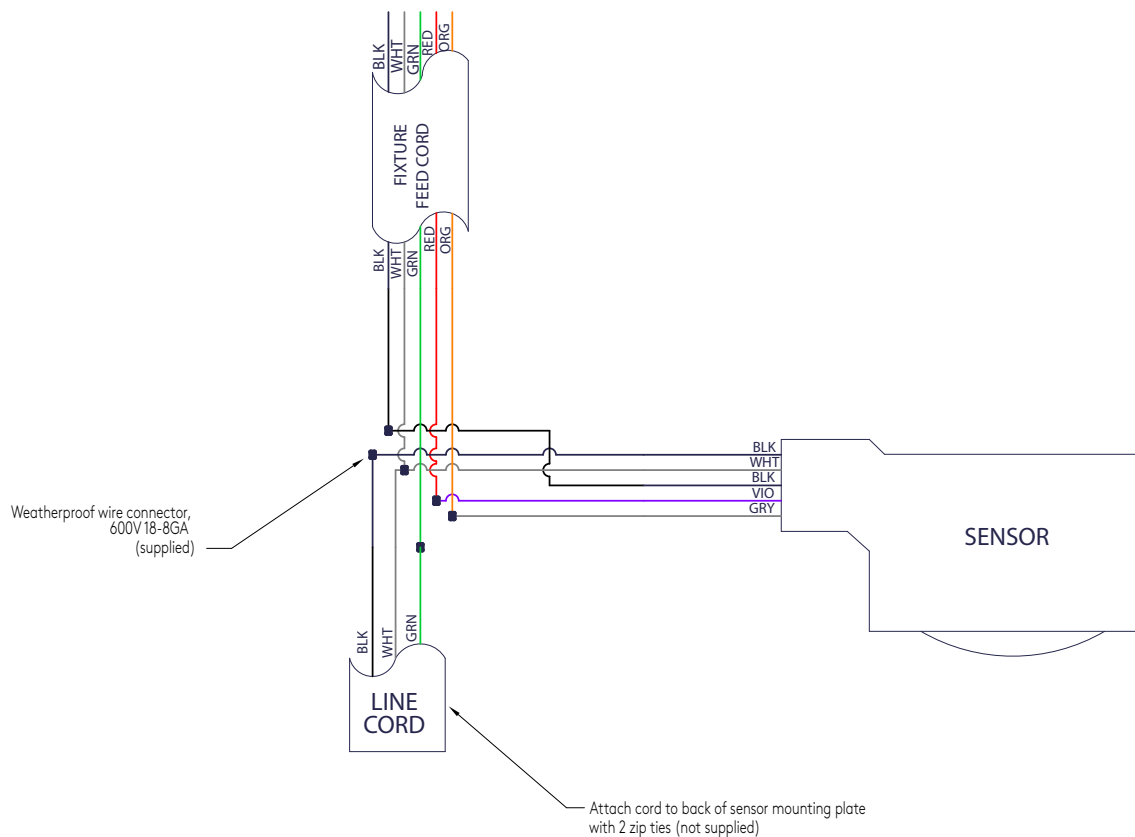 BLK
WHT
GRN
RED
ORG
FIXTURE
FEED CORD
BLK
WHT
GRN
RED
ORG
BLK
WHT
BLK
VIO
GRY
SENSOR
Weatherproof wire connector,
600V 18-8GA
(supplied)
BLK
WHT
GRN
LINE
CORD
Attach cord to back of sensor mounting plate
with 2 zip ties (not supplied)